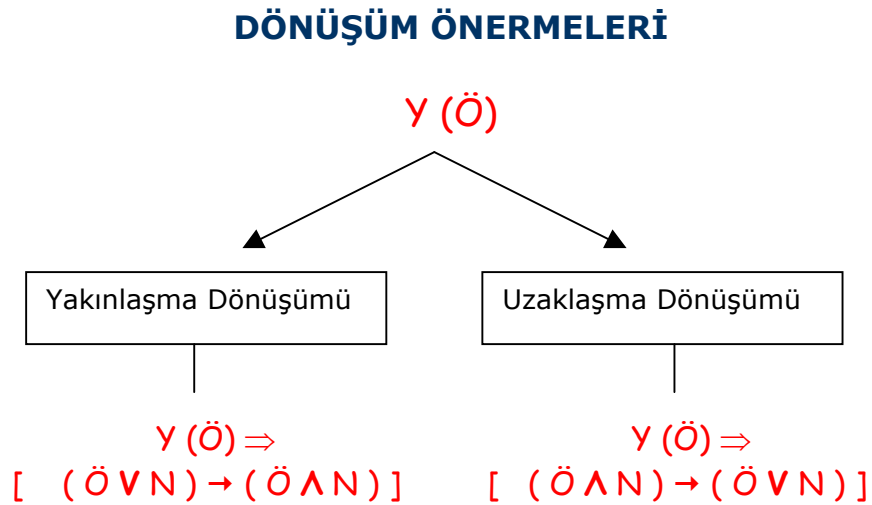 DÖNÜŞÜM ÖNERMELERİ
Y (Ö)
Yakınlaşma Dönüşümü
Uzaklaşma Dönüşümü
Y (Ö) ⇒
[ ( Ö V N ) → ( Ö Λ N ) ]
Y (Ö) ⇒
[ ( Ö Λ N ) → ( Ö V N ) ]